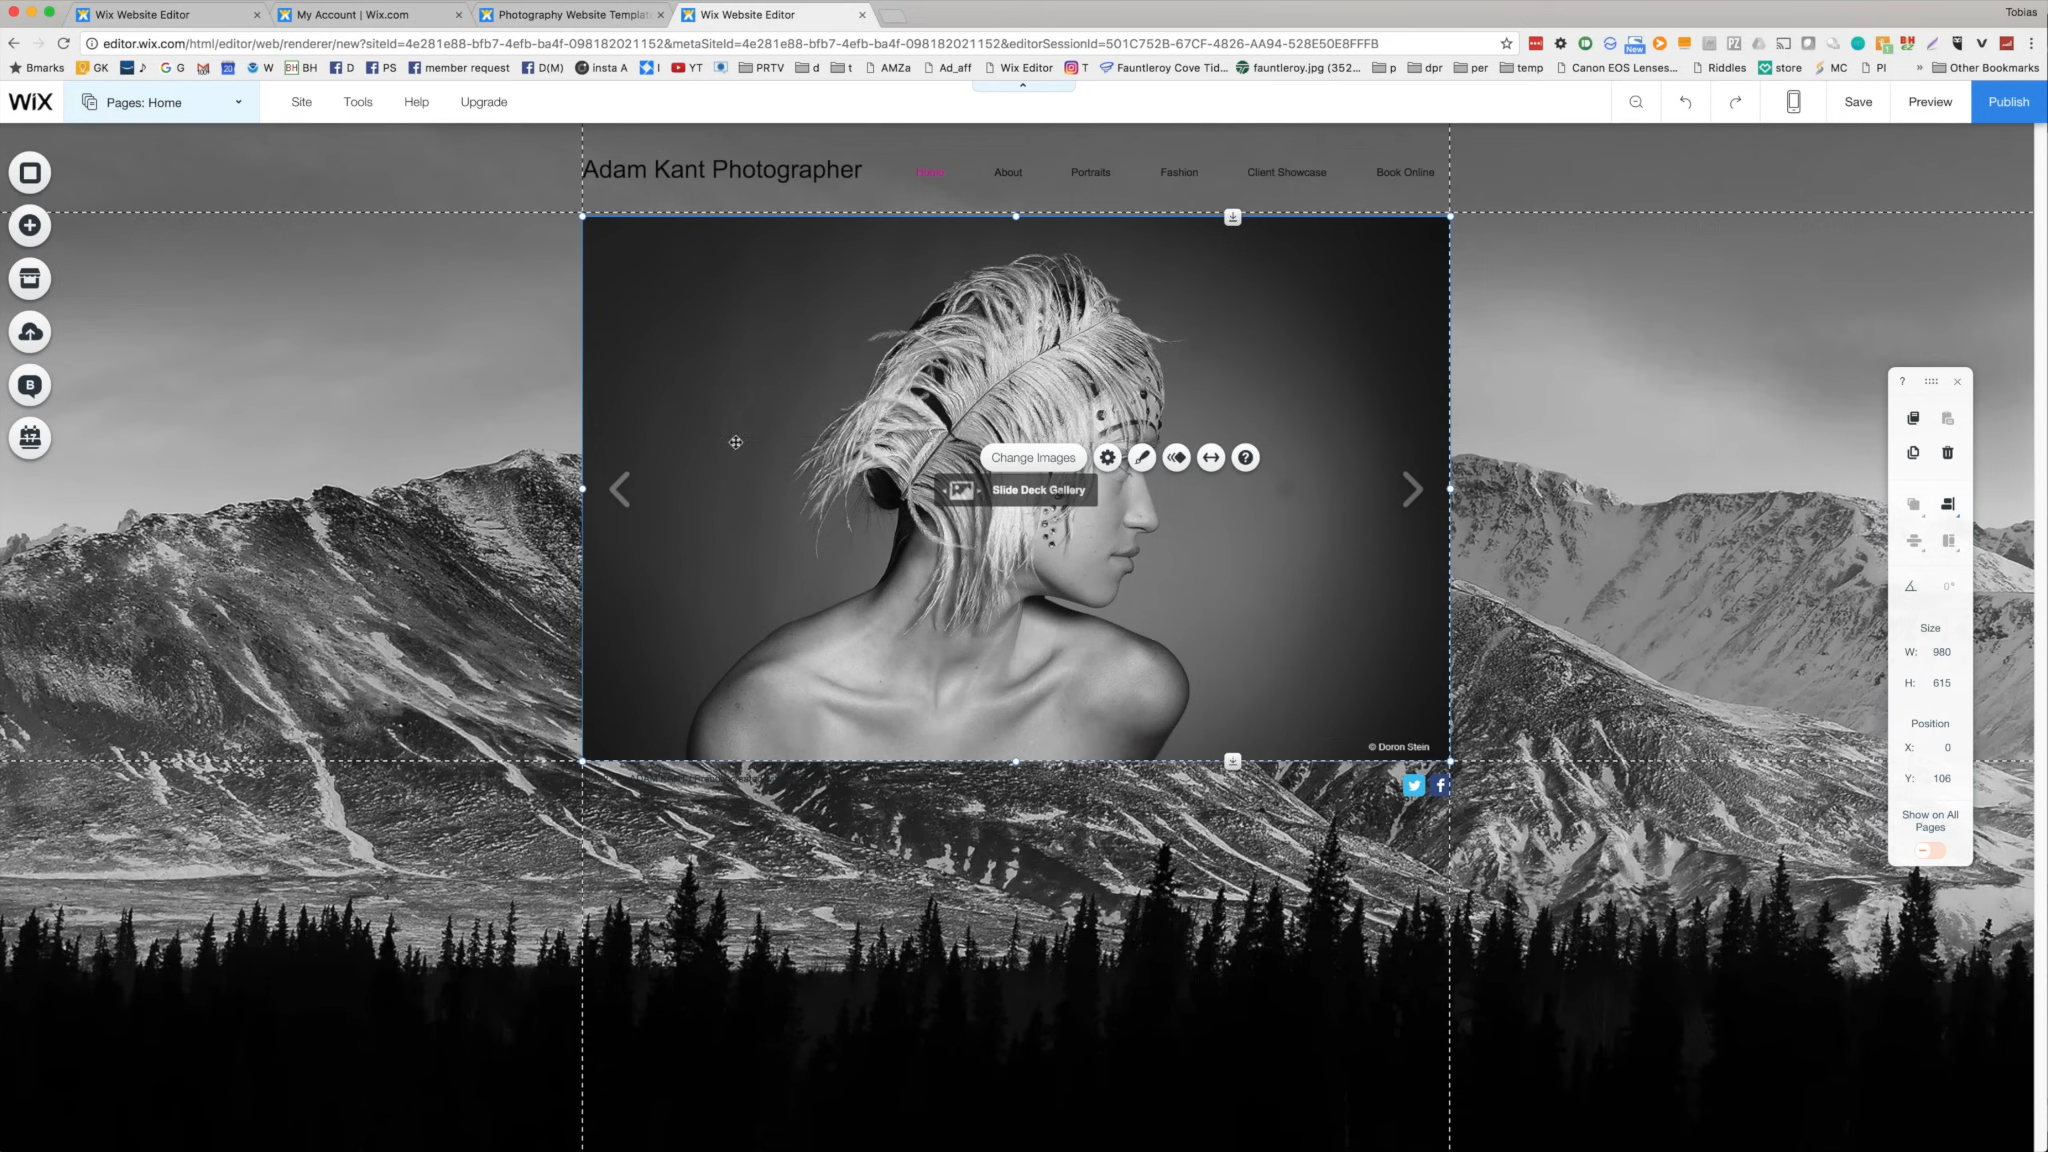 Wix Website Editor
My Account | Wix.com
Photography Website Templat
Wix Website Editor
Tobias
editor.wix.com/html/editor/web/renderer/new?siteId=4e281e88-bfb7-4efb-ba4f-098182021152&metaSiteId=4e281e88-bfb7-4efb-ba4f-098182021152&editorSessionId=501C752B-67CF-4826-AA94-528E50E8FFFB
New
Bmarks GK G W BH D PS member request D(M) insta A I YT PRTV d t AMZa Ad_aff Wix Editor T Fauntleroy Cove Tid... fauntleroy.jpg (352... p dpr per temp Canon EOS Lenses... Riddles store MC PI » Other Bookmarks
WiX Pages: Home Site Tools Help Upgrade Save Preview Publish
Adam Kant Photographer
Home About Portraits Fashion Client Showcase Book Online
B
17
Change Images
Slide Deck Gallery
© Doron Stein
0°
Size
W: 980
H: 615
Position
X: 0
Y: 106
Show on All
Pages